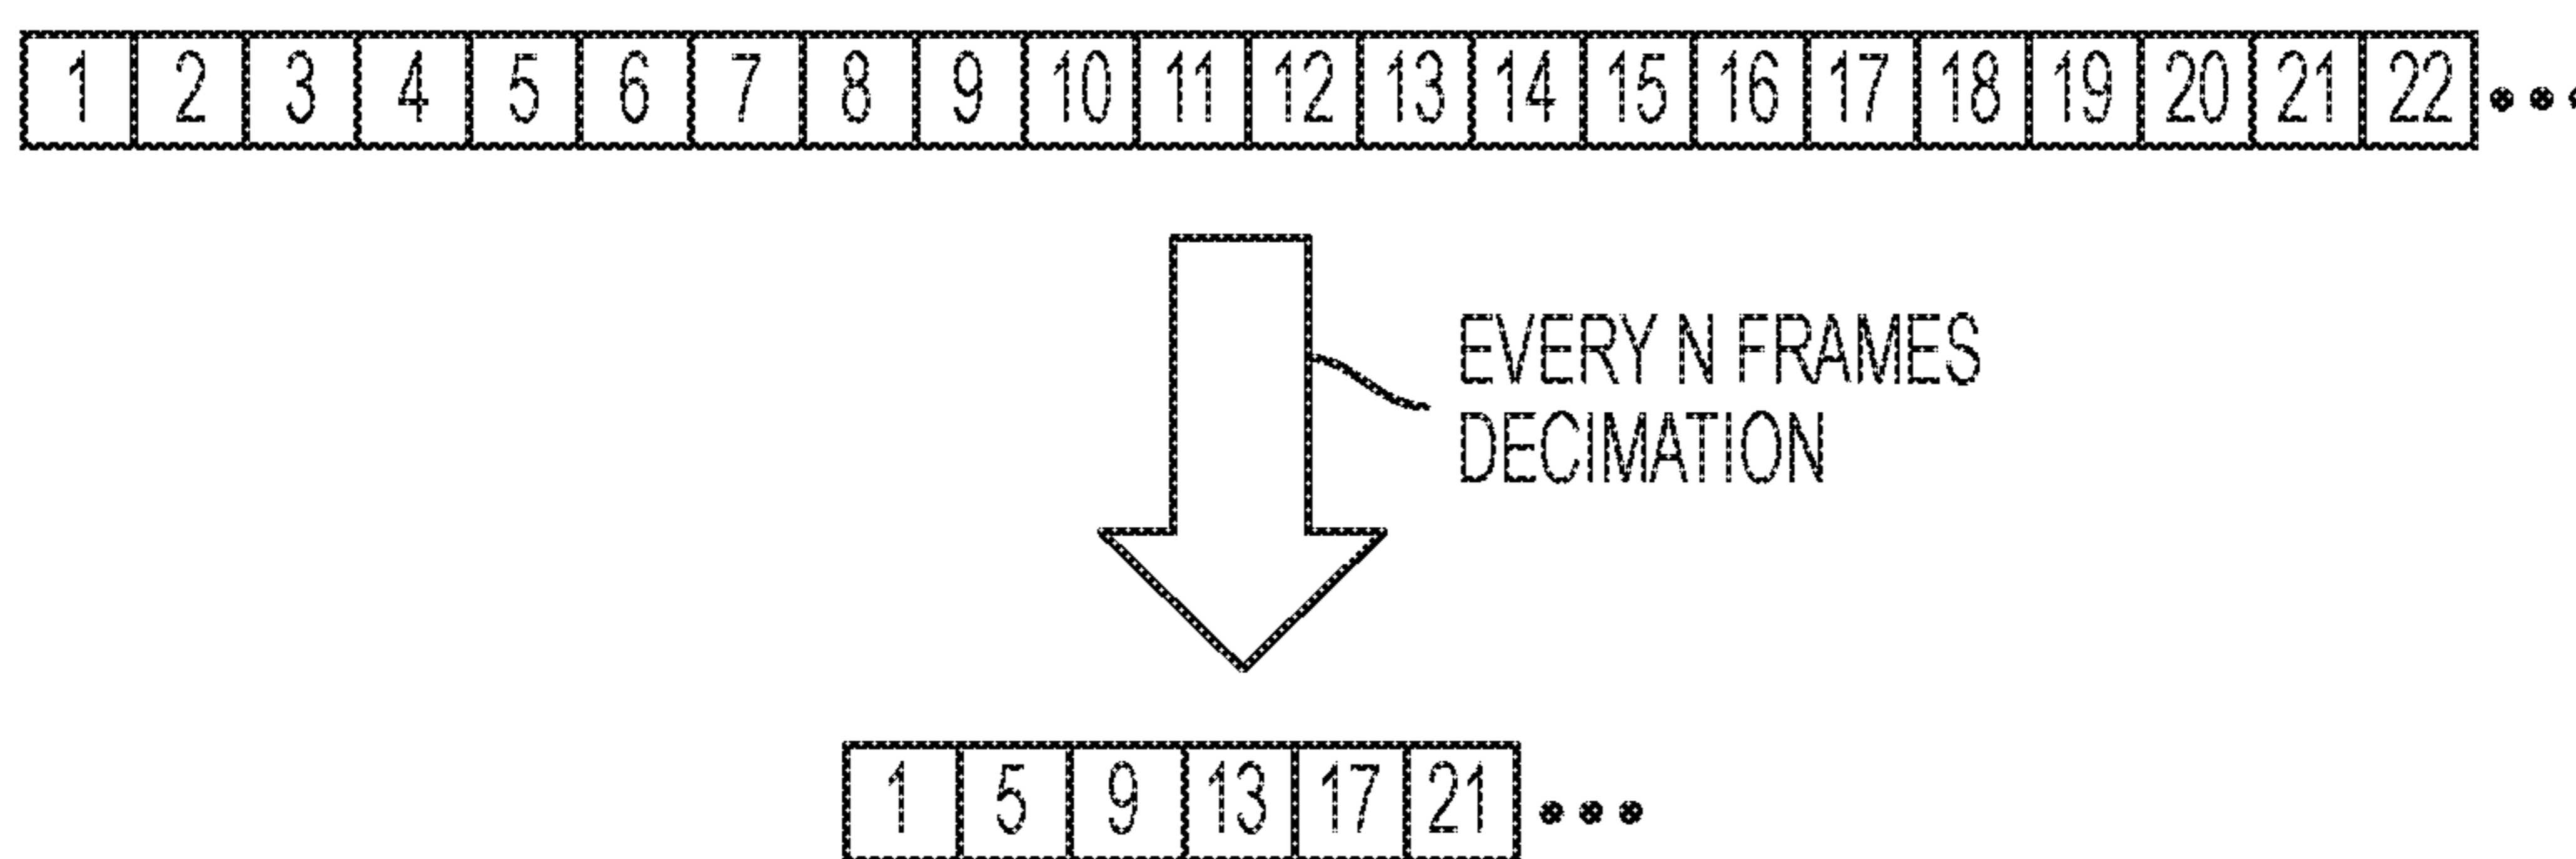 1 2 3 4 5 6 7 8 9 10 11 12 13 14 15 16 17 18 19 20 21 22 •••
EVERY N FRAMES
DECIMATION
1 5 9 13 17 21 •••